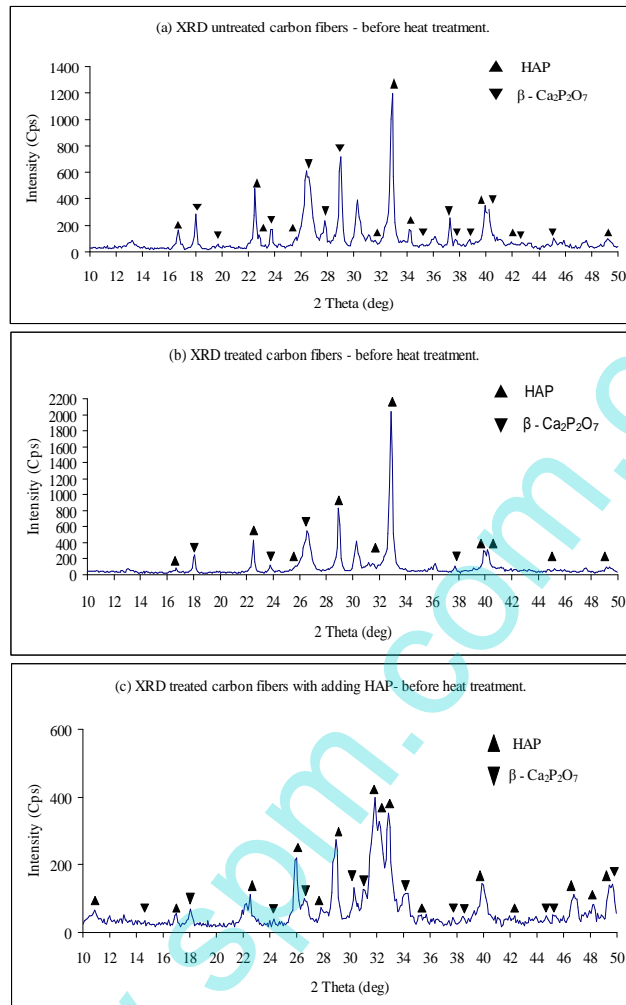 (a) XRD untreated carbon fibers - before heat treatment.
1400
1200
1000
800
600
400
200
0
Intensity (Cps)
HAP
β - Ca₂P₂O₇
10 12 14 16 18 20 22 24 26 28 30 32 34 36 38 40 42 44 46 48 50
2 Theta (deg)
(b) XRD treated carbon fibers - before heat treatment.
2200
2000
1800
1600
1400
1200
1000
800
600
400
200
0
Intensity (Cps)
HAP
β - Ca₂P₂O₇
10 12 14 16 18 20 22 24 26 28 30 32 34 36 38 40 42 44 46 48 50
2 Theta (deg)
(c) XRD treated carbon fibers with adding HAP- before heat treatment.
600
400
200
0
Intensity (Cps)
HAP
β - Ca₂P₂O₇
10 12 14 16 18 20 22 24 26 28 30 32 34 36 38 40 42 44 46 48 50
2 Theta (deg)
spm.com.